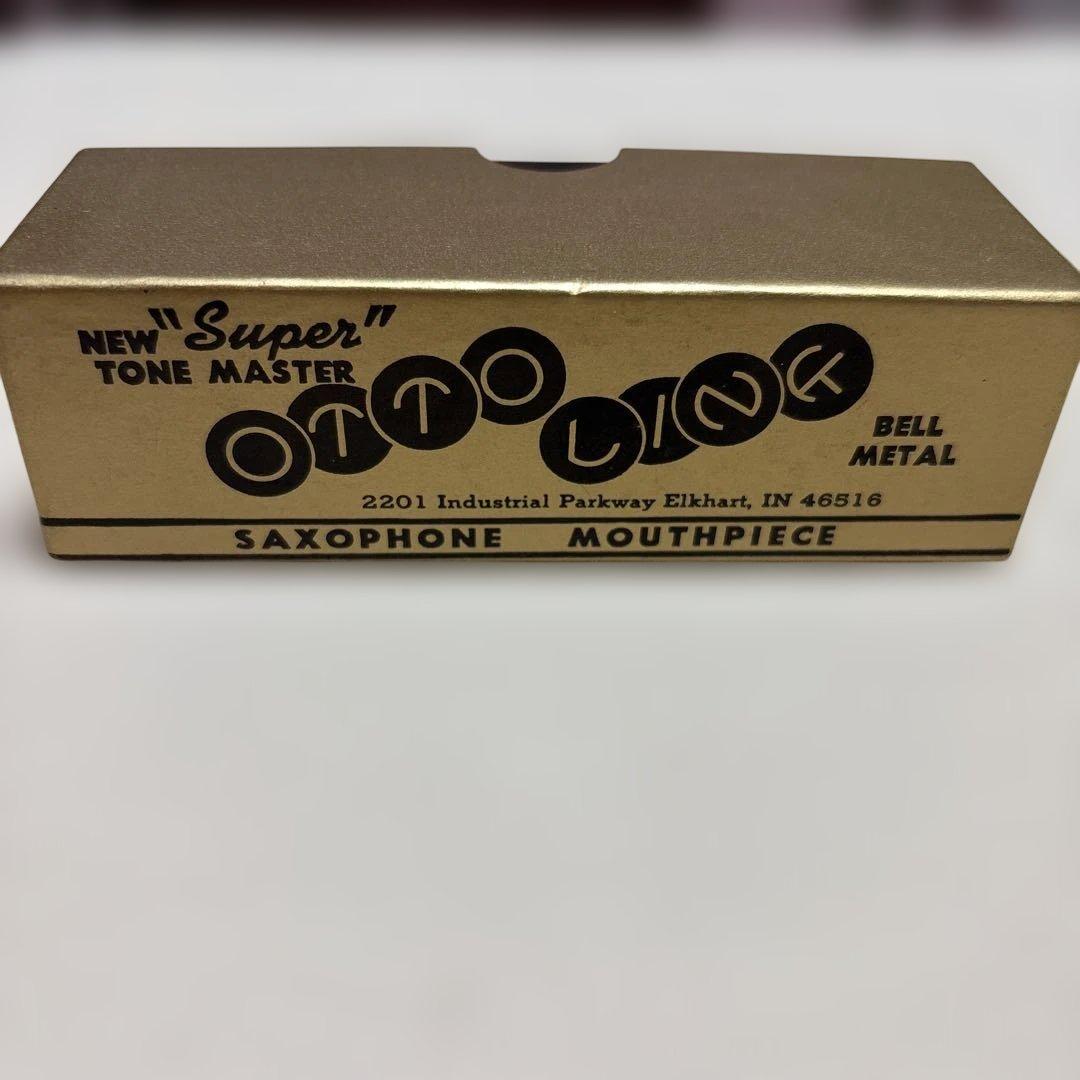 NEW "Super"
TONE MASTER
OTTO LINK
BELL
METAL
2201 Industrial Parkway Elkhart, IN 46516
SAXOPHONE MOUTHPIECE